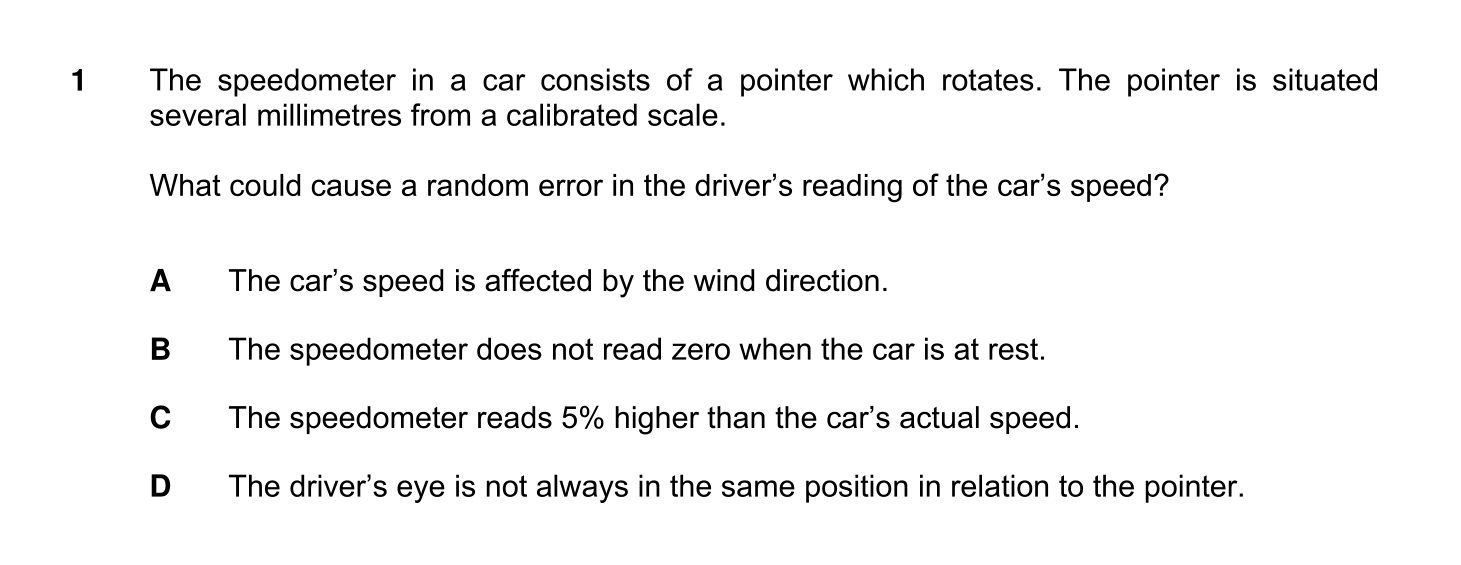 1 The speedometer in a car consists of a pointer which rotates. The pointer is situated
several millimetres from a calibrated scale.
What could cause a random error in the driver’s reading of the car’s speed?
A The car’s speed is affected by the wind direction.
B The speedometer does not read zero when the car is at rest.
C The speedometer reads 5% higher than the car’s actual speed.
D The driver’s eye is not always in the same position in relation to the pointer.